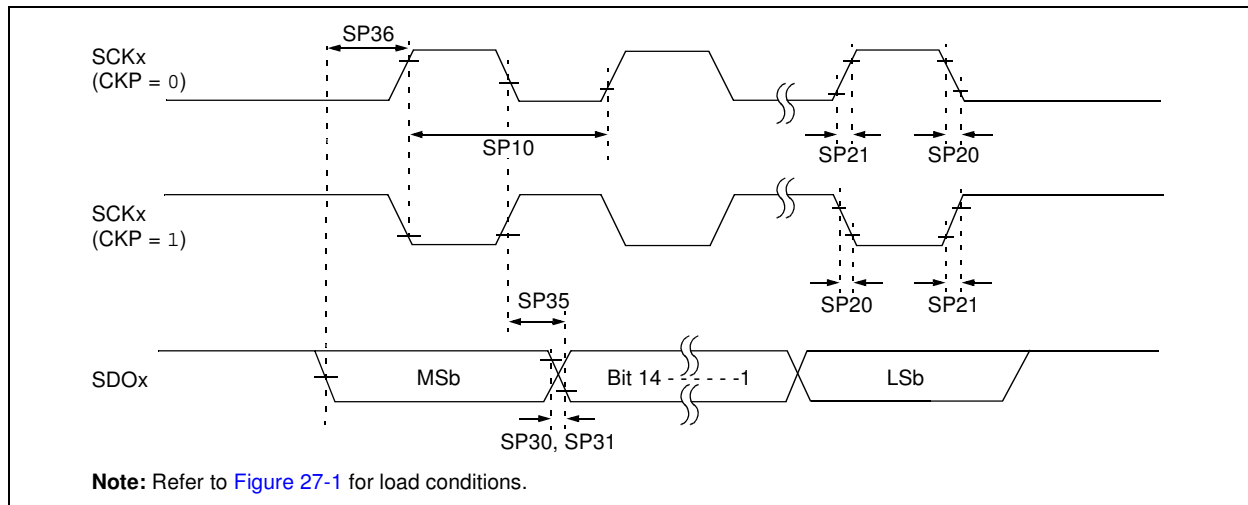 SP36
SCKx
(CKP = 0)
SP10
SP21
SP20
SCKx
(CKP = 1)
SP35
SP20
SP21
SDOx
MSb
Bit 14 - - - - - -1
LSb
SP30, SP31
Note: Refer to Figure 27-1 for load conditions.